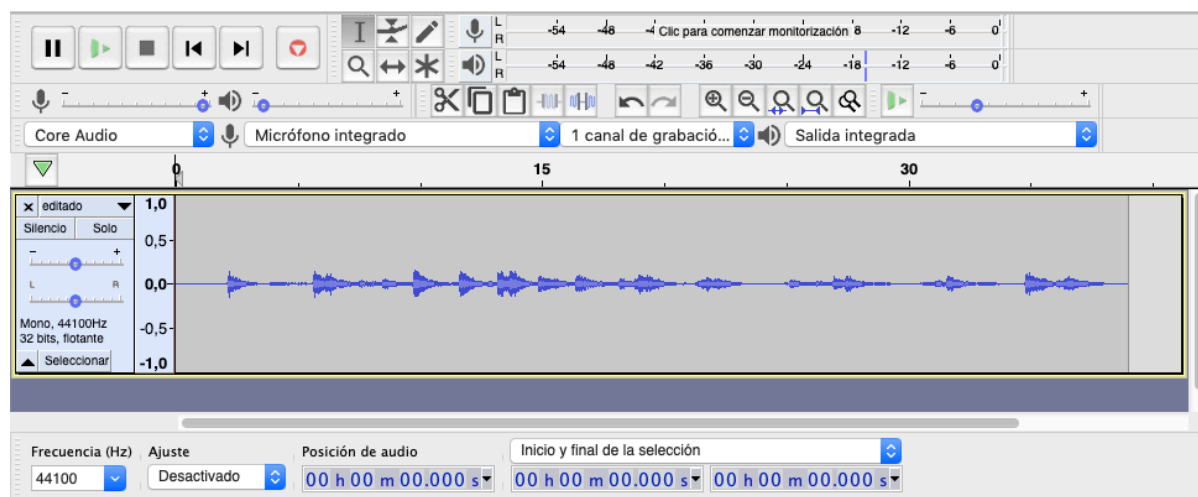 L
R
-54 -48 -4 Clic para comenzar monitorización 8 -12 -6 0
L
R
-54 -48 -42 -36 -30 -24 -18 -12 -6 0
- +
- +
- +
Core Audio
Micrófono integrado
1 canal de grabació...
Salida integrada
0 15 30
x editado
Silencio Solo
- +
L R
Mono, 44100Hz
32 bits, flotante
Seleccionar
1,0
0,5-
0,0-
-0,5-
-1,0
Frecuencia (Hz) Ajuste Posición de audio Inicio y final de la selección
44100 Desactivado 00 h 00 m 00.000 s 00 h 00 m 00.000 s 00 h 00 m 00.000 s